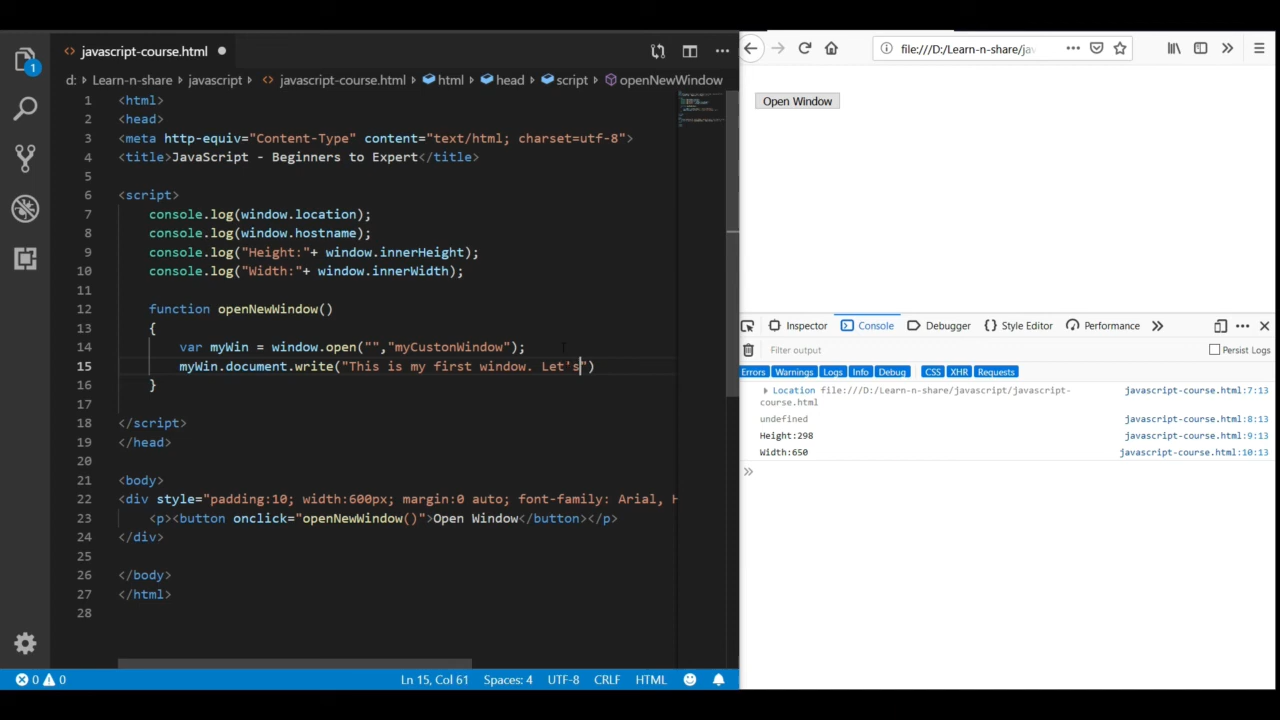 javascript-course.html
1
d: Learn-n-share javascript javascript-course.html html head script openNewWindow
1 <html>
2 <head>
3 <meta http-equiv="Content-Type" content="text/html; charset=utf-8">
4 <title>JavaScript - Beginners to Expert</title>
5
6 <script>
7 console.log(window.location);
8 console.log(window.hostname);
9 console.log("Height:"+ window.innerHeight);
10 console.log("Width:"+ window.innerWidth);
11
12 function openNewWindow()
13 {
14 var myWin = window.open("","myCustonWindow");
15 myWin.document.write("This is my first window. Let's")
16 }
17
18 </script>
19 </head>
20
21 <body>
22 <div style="padding:10; width:600px; margin:0 auto; font-family: Arial, H
23 <p><button onclick="openNewWindow()">Open Window</button></p>
24 </div>
25
26 </body>
27 </html>
28
0 0 Ln 15, Col 61 Spaces: 4 UTF-8 CRLF HTML
file:///D:/Learn-n-share/jav
Open Window
Inspector Console Debugger Style Editor Performance
Filter output Persist Logs
Errors Warnings Logs Info Debug CSS XHR Requests
Location file:///D:/Learn-n-share/javascript/javascript- javascript-course.html:7:13
course.html
undefined javascript-course.html:8:13
Height:298 javascript-course.html:9:13
Width:650 javascript-course.html:10:13